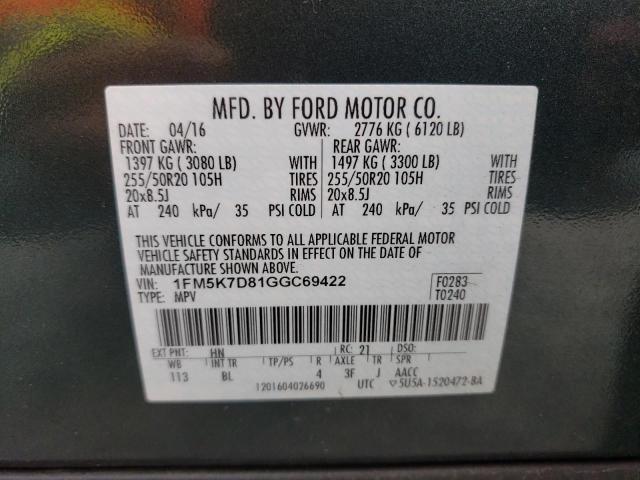 MFD. BY FORD MOTOR CO.
DATE: 04/16 GVWR: 2776 KG ( 6120 LB)
FRONT GAWR: REAR GAWR:
1397 KG ( 3080 LB) WITH 1497 KG ( 3300 LB) WITH
255/50R20 105H TIRES 255/50R20 105H TIRES
20x8.5J RIMS 20x8.5J RIMS
AT 240 kPa/ 35 PSI COLD AT 240 kPa/ 35 PSI COLD
THIS VEHICLE CONFORMS TO ALL APPLICABLE FEDERAL MOTOR
VEHICLE SAFETY STANDARDS IN EFFECT ON THE DATE OF
MANUFACTURE SHOWN ABOVE.
VIN: 1FM5K7D81GGC69422 F0283
TYPE: MPV T0240
EXT PNT: HN RC: 21 DSO:
WB INT TR TP/PS R AXLE TR SPR
113 BL 4 3F J AACC
1201604026690 UTC ▽5U5A-1520472-BA